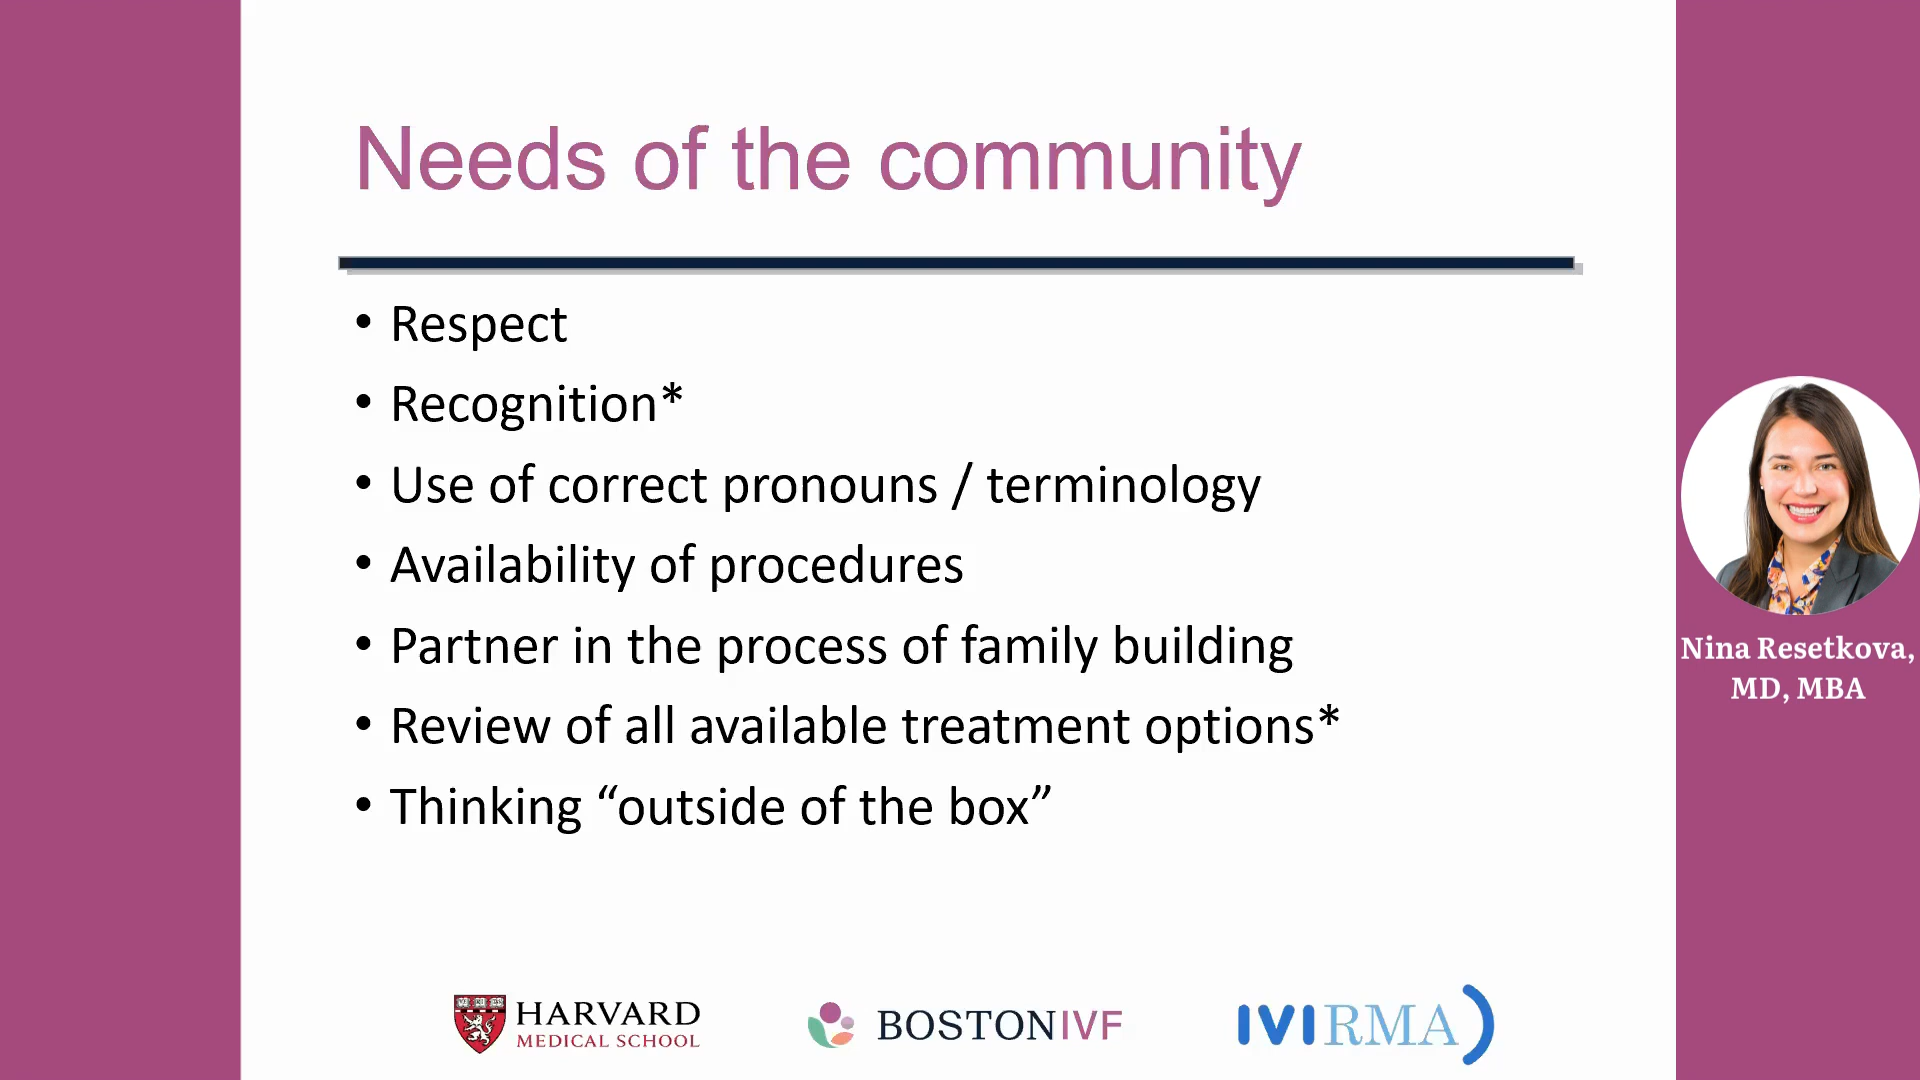 Needs of the community
• Respect
• Recognition*
• Use of correct pronouns / terminology
• Availability of procedures
• Partner in the process of family building
• Review of all available treatment options*
• Thinking “outside of the box”
Nina Resetkova,
MD, MBA
HARVARD
MEDICAL SCHOOL
BOSTONIVF
IVIRMA